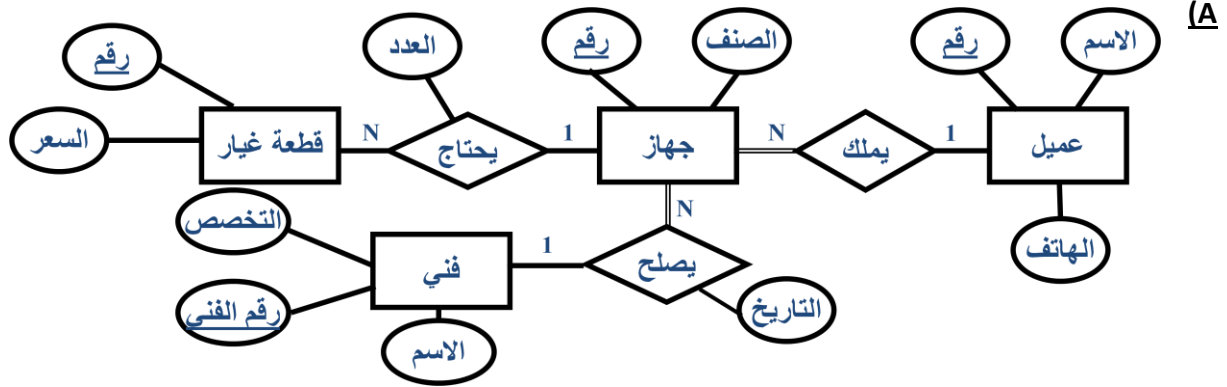 (A
الاسم
رقم
الصنف
رقم
العدد
رقم
عميل
1
يملك
N
جهاز
1
يحتاج
N
قطعة غيار
السعر
الهاتف
N
يصلح
1
فني
التخصص
التاريخ
رقم الفني
الاسم